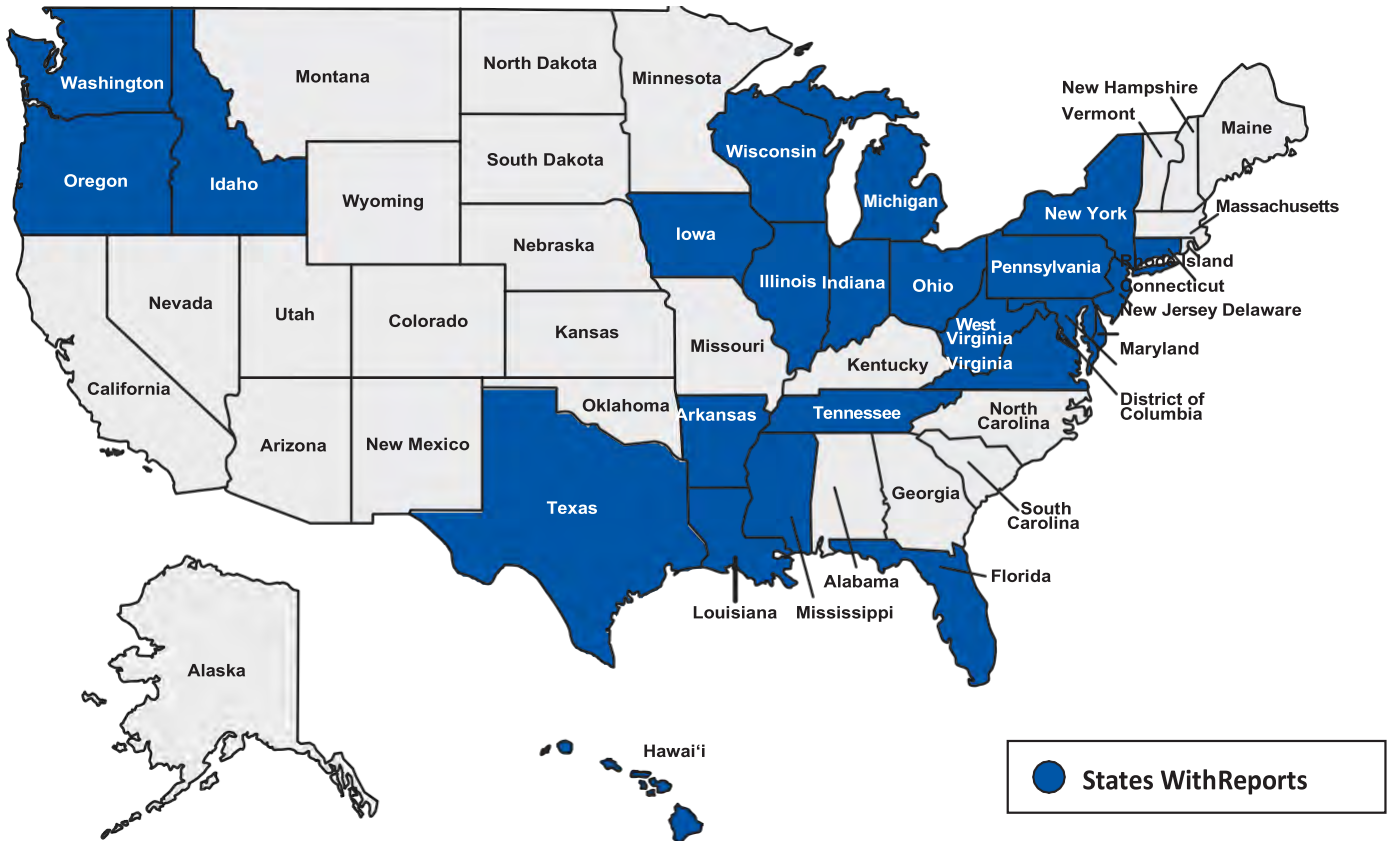 Washington
Montana
North Dakota
Minnesota
New Hampshire
Vermont
Maine
Oregon
Idaho
South Dakota
Wisconsin
Michigan
Wyoming
New York
Massachusetts
Iowa
Nebraska
Nevada
Utah
Colorado
Kansas
Illinois
Indiana
Ohio
Pennsylvania
Rhode Island
Connecticut
New Jersey Delaware
West
Virginia
Virginia
Maryland
California
Missouri
Kentucky
District of
Columbia
Arizona
New Mexico
Oklahoma
Arkansas
Tennessee
North
Carolina
Texas
Georgia
South
Carolina
Alabama
Florida
Louisiana
Mississippi
Alaska
Hawai‘i
States WithReports